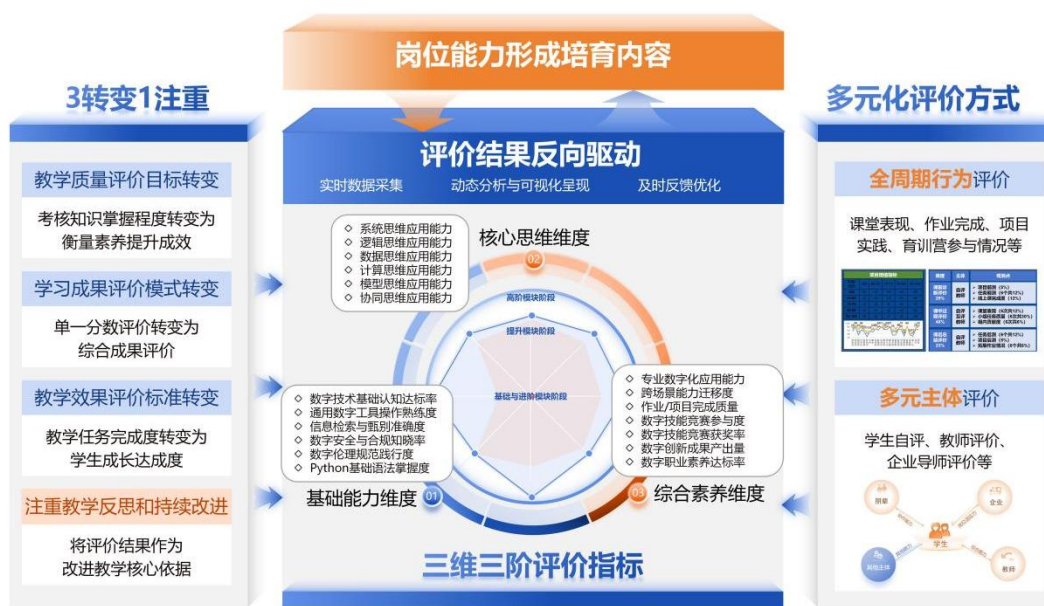 岗位能力形成培育内容
3转变1注重
教学质量评价目标转变
考核知识掌握程度转变为
衡量素养提升成效
学习成果评价模式转变
单一分数评价转变为
综合成果评价
教学效果评价标准转变
教学任务完成度转变为
学生成长达成度
注重教学反思和持续改进
将评价结果作为
改进教学核心依据
评价结果反向驱动
实时数据采集 动态分析与可视化呈现 及时反馈优化
系统思维应用能力
逻辑思维应用能力
数据思维应用能力
计算思维应用能力
模型思维应用能力
协同思维应用能力
核心思维维度
02
高阶模块阶段
提升模块阶段
基础与进阶模块阶段
数字技术基础认知达标率
通用数字工具操作熟练度
信息检索与甄别准确度
数字安全与合规知晓率
数字伦理规范践行度
Python基础语法掌握度
基础能力维度
01
专业数字化应用能力
跨场景能力迁移度
作业/项目完成质量
数字技能竞赛参与度
数字技能竞赛获奖率
数字创新成果产出量
数字职业素养达标率
03
综合素养维度
三维三阶评价指标
多元化评价方式
全周期行为评价
课堂表现、作业完成、项目
实践、育训营参与情况等
多元主体评价
学生自评、教师评价、
企业导师评价等
企业
学生
教师